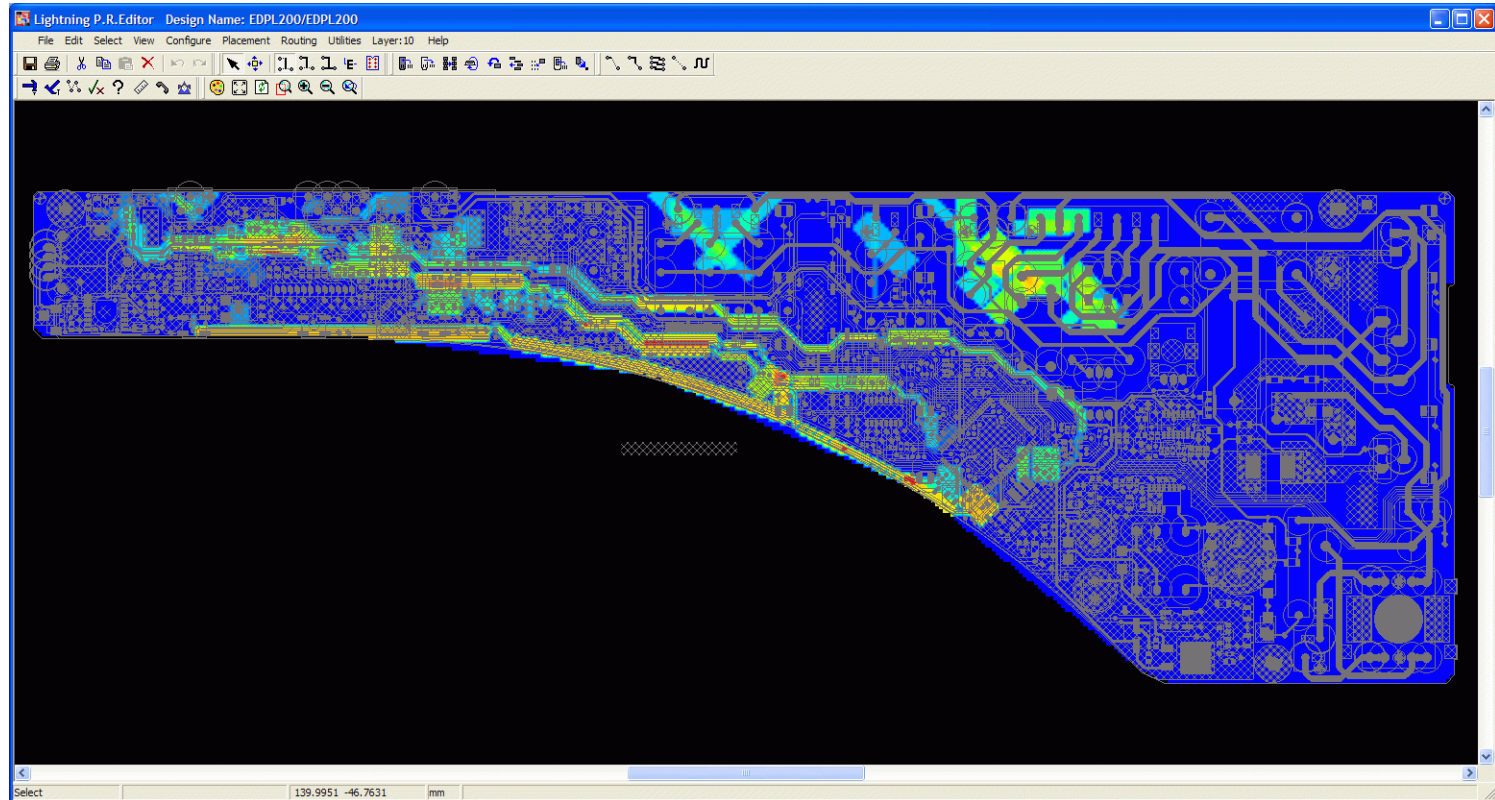 Lightning P.R.Editor   Design Name: EDPL200/EDPL200
File   Edit   Select   View   Configure   Placement   Routing   Utilities   Layer:10   Help
Select   139.9951 -46.7631   mm